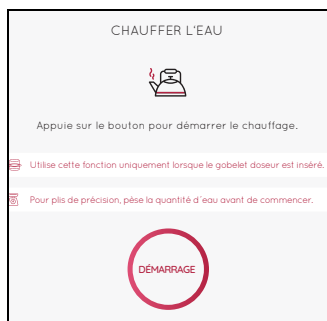 CHAUFFER L'EAU
Appuie sur le bouton pour démarrer le chauffage.
Utilise cette fonction uniquement lorsque le gobelet doseur est inséré.
Pour plis de précision, pèse la quantité d´eau avant de commencer.
DÉMARRAGE